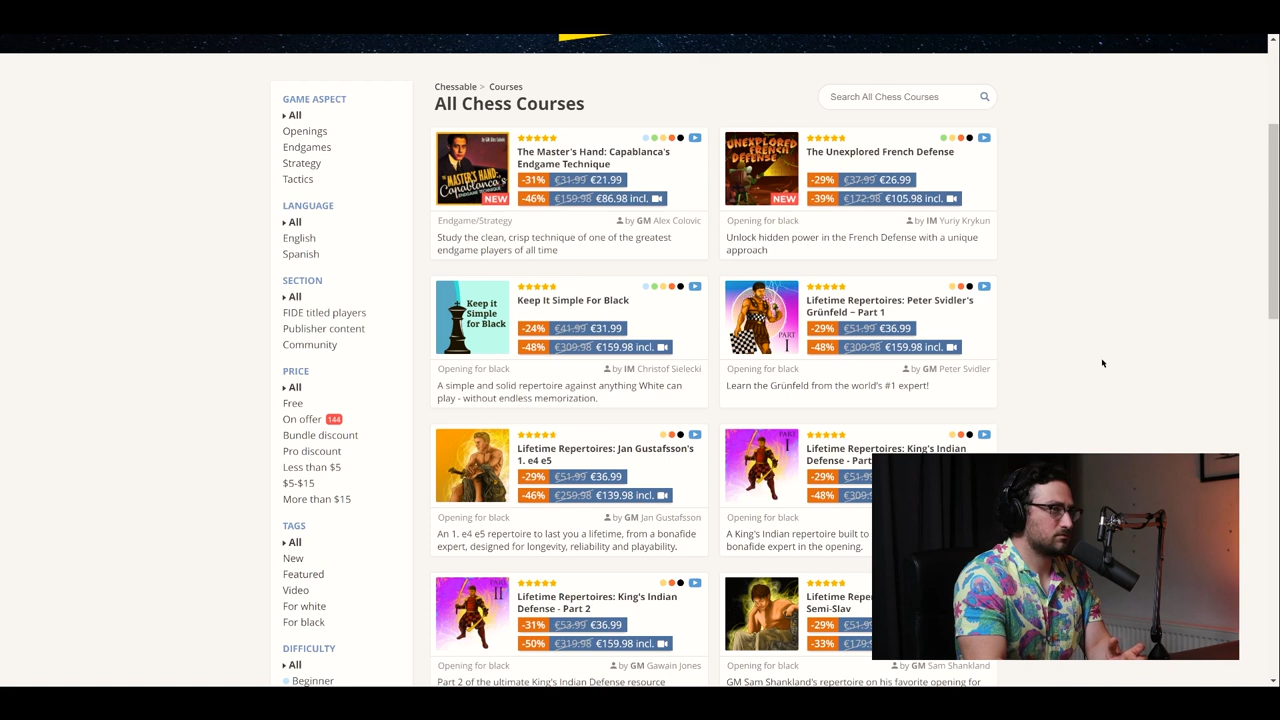 GAME ASPECT
All
Openings
Endgames
Strategy
Tactics
LANGUAGE
All
English
Spanish
SECTION
All
FIDE titled players
Publisher content
Community
PRICE
All
Free
On offer 144
Bundle discount
Pro discount
Less than $5
$5-$15
More than $15
TAGS
All
New
Featured
Video
For white
For black
DIFFICULTY
All
Beginner
Chessable > Courses
All Chess Courses
Search All Chess Courses
THE MASTER'S HAND:
Capablanca's
NEW
The Master's Hand: Capablanca's
Endgame Technique
-31% €31.99 €21.99
-46% €159.98 €86.98 incl.
Endgame/Strategy
by GM Alex Colovic
Study the clean, crisp technique of one of the greatest
endgame players of all time
UNEXPLORED
FRENCH
DEFENSE
NEW
The Unexplored French Defense
-29% €37.99 €26.99
-39% €172.98 €105.98 incl.
Opening for black
by IM Yuriy Krykun
Unlock hidden power in the French Defense with a unique
approach
Keep it
Simple
for Black
Keep It Simple For Black
-24% €41.99 €31.99
-48% €309.98 €159.98 incl.
Opening for black
by IM Christof Sielecki
A simple and solid repertoire against anything White can
play - without endless memorization.
PART
I
Lifetime Repertoires: Peter Svidler's
Grünfeld – Part 1
-29% €51.99 €36.99
-48% €309.98 €159.98 incl.
Opening for black
by GM Peter Svidler
Learn the Grünfeld from the world's #1 expert!
Lifetime Repertoires: Jan Gustafsson's
1. e4 e5
-29% €51.99 €36.99
-46% €259.98 €139.98 incl.
Opening for black
by GM Jan Gustafsson
An 1. e4 e5 repertoire to last you a lifetime, from a bonafide
expert, designed for longevity, reliability and playability.
PART
I
Lifetime Repertoires: King's Indian
Defense - Part
-29% €51.9
-48% €309.
Opening for black
A King's Indian repertoire built to
bonafide expert in the opening.
PART
II
Lifetime Repertoires: King's Indian
Defense - Part 2
-31% €53.99 €36.99
-50% €319.98 €159.98 incl.
Opening for black
by GM Gawain Jones
Part 2 of the ultimate King's Indian Defense resource
Lifetime Repe
Semi-Slav
-29% €51.9
-33% €179.
Opening for black
by GM Sam Shankland
GM Sam Shankland's repertoire on his favorite opening for